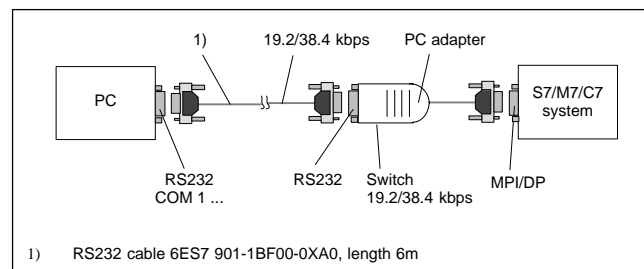 1)
19.2/38.4 kbps
PC adapter
PC
S7/M7/C7
system
RS232
COM 1 ...
RS232
Switch
19.2/38.4 kbps
MPI/DP
1) RS232 cable 6ES7 901-1BF00-0XA0, length 6m